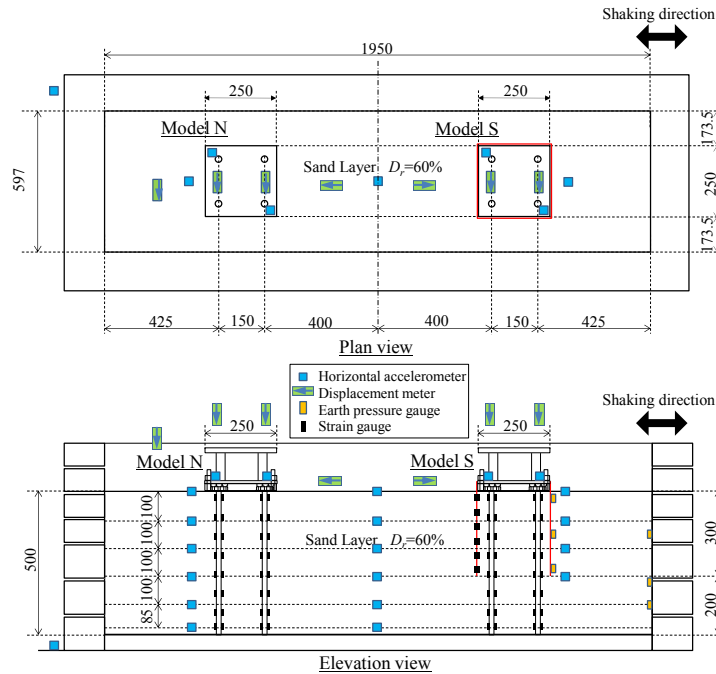 Shaking direction
1950
250
250
Model N
Model S
173.5
Sand Layer Dr=60%
597
250
173.5
425
150
400
400
150
425
Plan view
Horizontal accelerometer
Displacement meter
Earth pressure gauge
Strain gauge
Shaking direction
250
250
Model N
Model S
100
100
300
Sand Layer Dr=60%
500
100
100
200
85
Elevation view